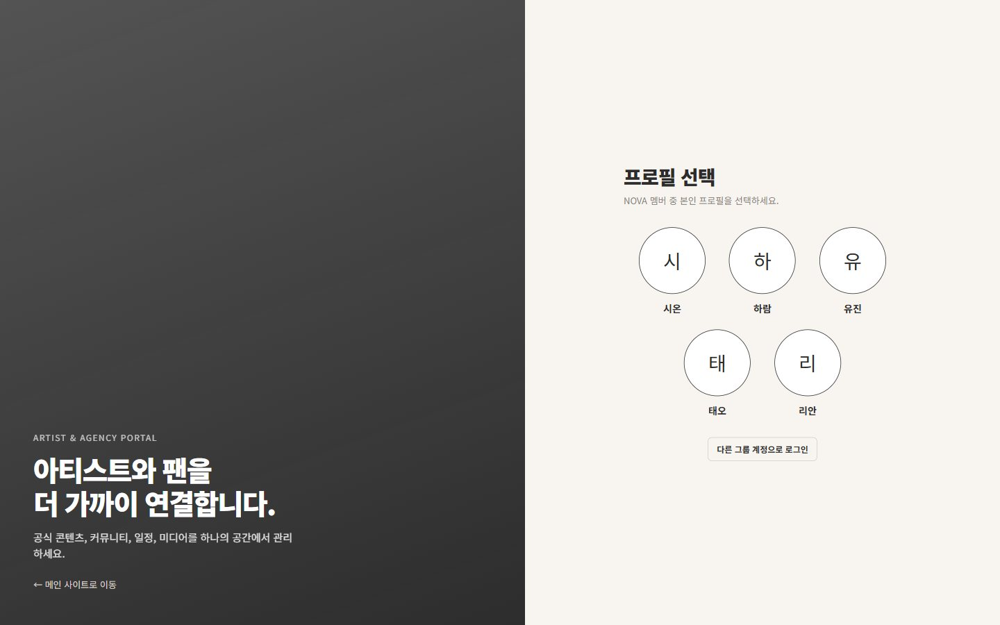 ARTIST & AGENCY PORTAL
아티스트와 팬을
더 가까이 연결합니다.
공식 콘텐츠, 커뮤니티, 일정, 미디어를 하나의 공간에서 관리
하세요.
← 메인 사이트로 이동
프로필 선택
NOVA 멤버 중 본인 프로필을 선택하세요.
시 하 유
시온 하람 유진
태 리
태오 리안
다른 그룹 계정으로 로그인